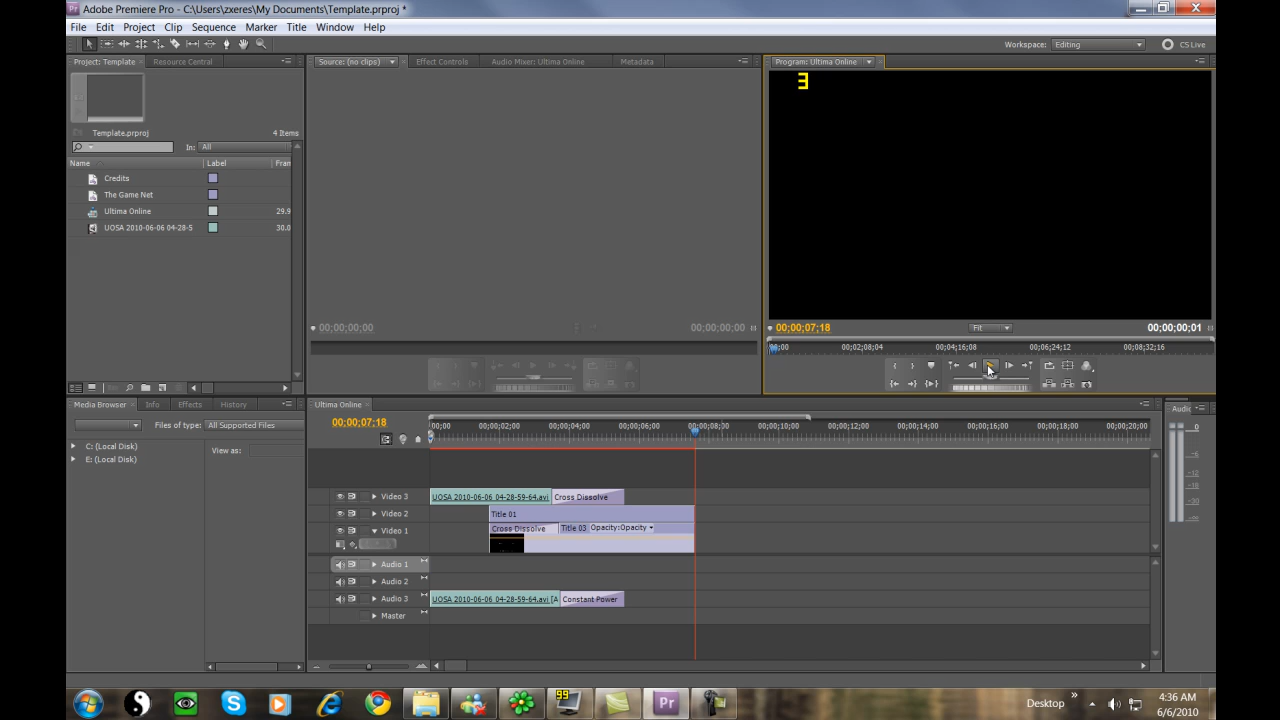 Adobe Premiere Pro - C:\Users\zxeres\My Documents\Template.prproj *
File Edit Project Clip Sequence Marker Title Window Help
Workspace: Editing CS Live
Project: Template Resource Central
Source: (no clips) Effect Controls Audio Mixer: Ultima Online Metadata
Program: Ultima Online
3
Template.prproj 4 Items
In: All
Name Label Fran
Credits
The Game Net
Ultima Online 29.9
UOSA 2010-06-06 04-28-5 30.0
00;00;00;00 00;00;00;00
00;00;07;18 Fit 00;00;00;01
00;00 00;02;08;04 00;04;16;08 00;06;24;12 00;08;32;16
Media Browser Info Effects History
Files of type: All Supported Files
C: (Local Disk) View as:
E: (Local Disk)
Ultima Online
00;00;07;18
00;00 00;00;02;00 00;00;04;00 00;00;06;00 00;00;08;00 00;00;10;00 00;00;12;00 00;00;14;00 00;00;16;00 00;00;18;00 00;00;20;00
Video 3 UOSA 2010-06-06 04-28-59-64.avi Cross Dissolve
Video 2 Title 01
Video 1 Cross Dissolve Title 03 Opacity:Opacity
Audio 1
Audio 2
Audio 3 UOSA 2010-06-06 04-28-59-64.avi [A Constant Power
Master
Audio
0
-6
-12
-18
-30
99
Pr
Desktop
4:36 AM
6/6/2010